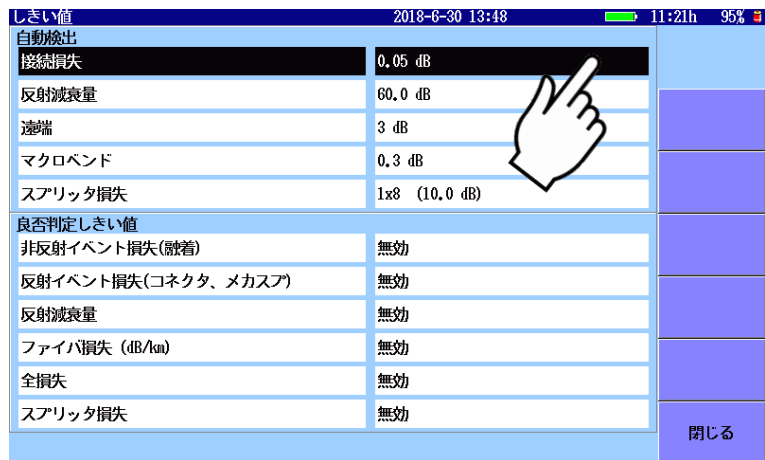 しきい値 2018-6-30 13:48 11:21h 95%
自動検出
接続損失 0.05 dB
反射減衰量 60.0 dB
遠端 3 dB
マクロベンド 0.3 dB
スプリッタ損失 1x8 (10.0 dB)
良否判定しきい値
非反射イベント損失(融着) 無効
反射イベント損失(コネクタ、メカスプ) 無効
反射減衰量 無効
ファイバ損失 (dB/km) 無効
全損失 無効
スプリッタ損失 無効
閉じる